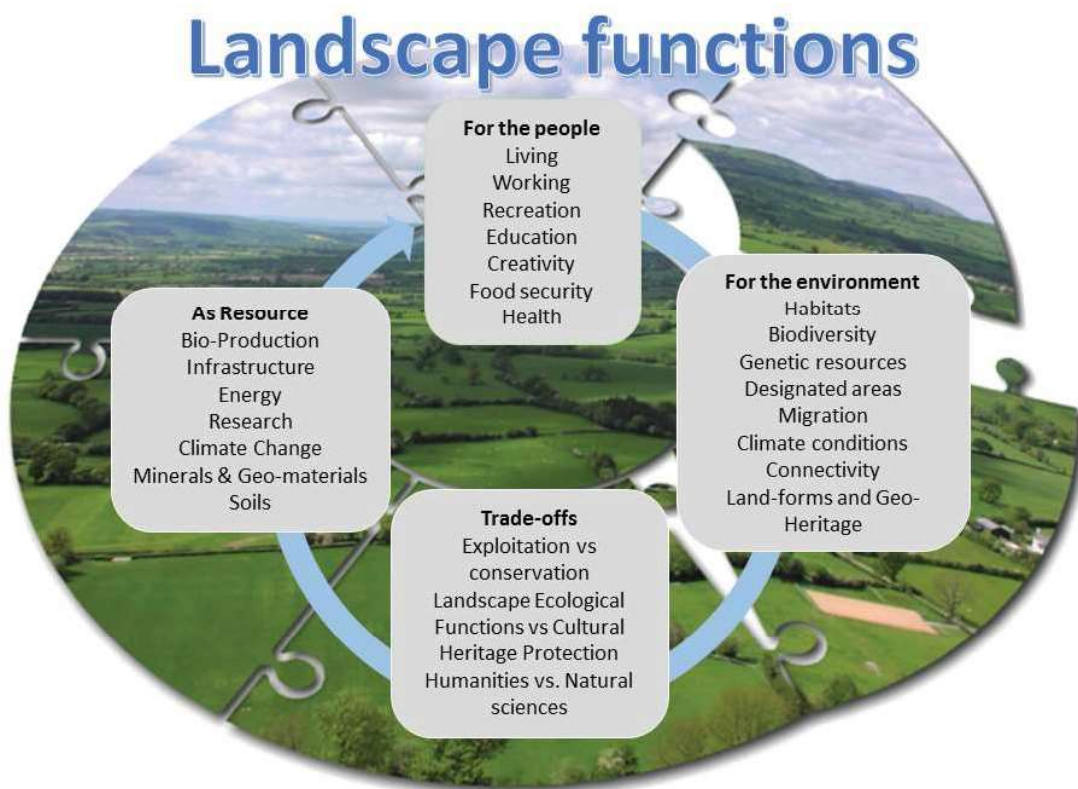 Landscape functions
For the people
Living
Working
Recreation
Education
Creativity
Food security
Health
For the environment
Habitats
Biodiversity
Genetic resources
Designated areas
Migration
Climate conditions
Connectivity
Land-forms and Geo-
Heritage
As Resource
Bio-Production
Infrastructure
Energy
Research
Climate Change
Minerals & Geo-materials
Soils
Trade-offs
Exploitation vs
conservation
Landscape Ecological
Functions vs Cultural
Heritage Protection
Humanities vs. Natural
sciences